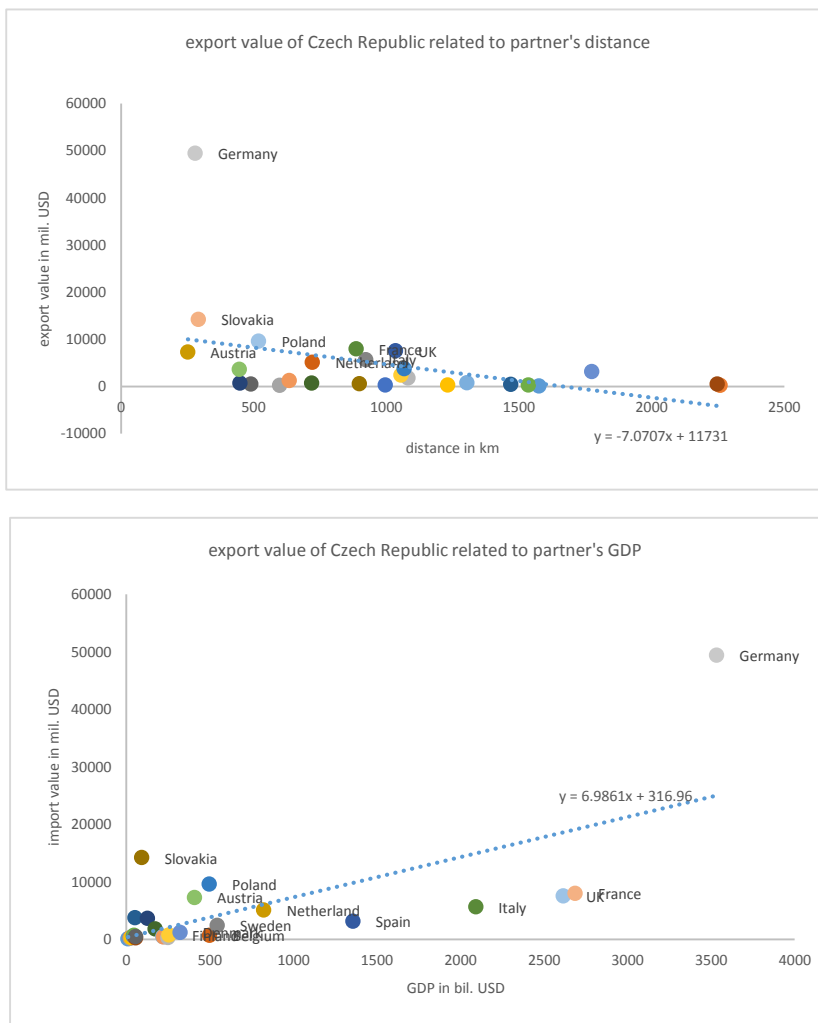 export value of Czech Republic related to partner's distance
60000
50000
40000
30000
20000
10000
0
-10000
export value in mil. USD
Germany
Slovakia
Poland
Austria
France
UK
Italy
Netherland
0
500
1000
1500
2000
2500
y = -7.0707x + 11731
distance in km
export value of Czech Republic related to partner's GDP
60000
50000
40000
30000
20000
10000
0
import value in mil. USD
Germany
y = 6.9861x + 316.96
Slovakia
Poland
Austria
Netherland
Italy
UK
France
Spain
Sweden
Denmark
Finland
Belgium
0
500
1000
1500
2000
2500
3000
3500
4000
GDP in bil. USD